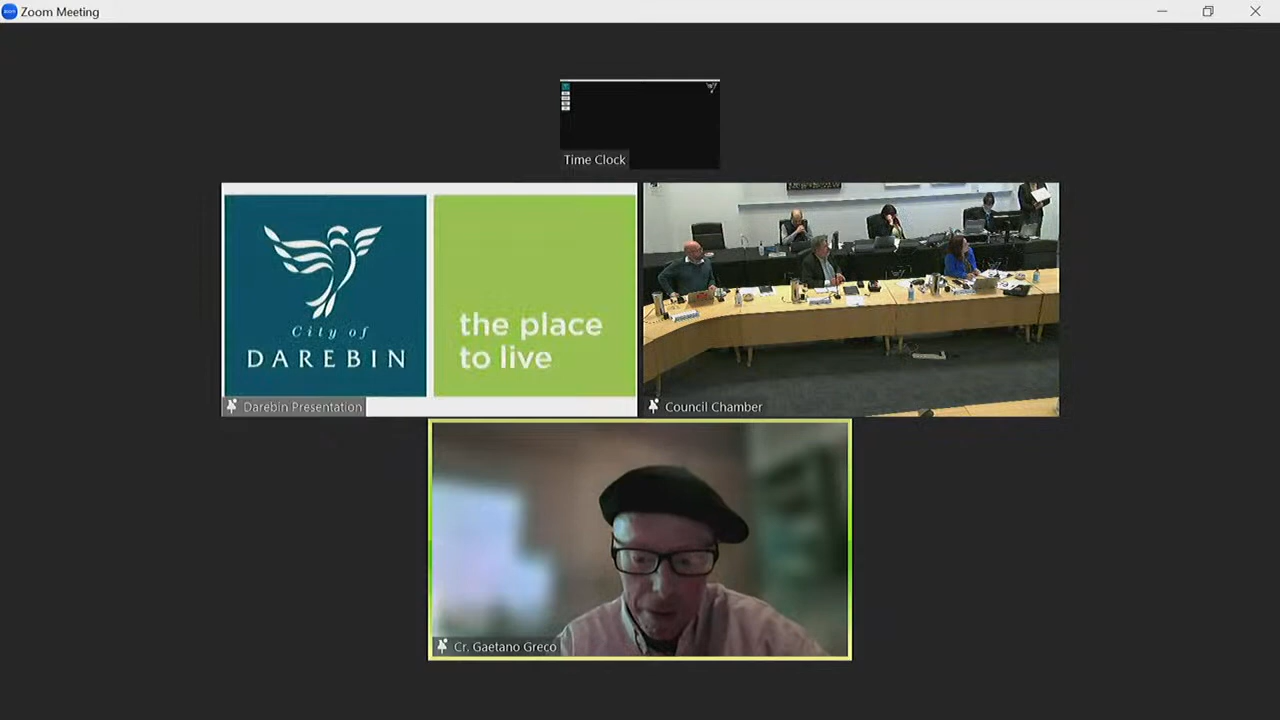 Zoom Meeting
Time Clock
City of
DAREBIN
the place
to live
Darebin Presentation
Council Chamber
Cr. Gaetano Greco